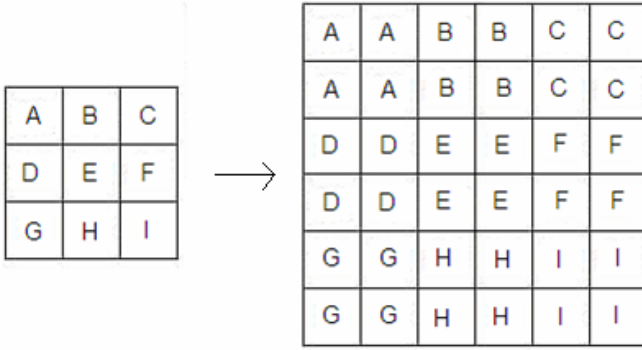 A B C
D E F
G H I
A A B B C C
A A B B C C
D D E E F F
D D E E F F
G G H H I I
G G H H I I